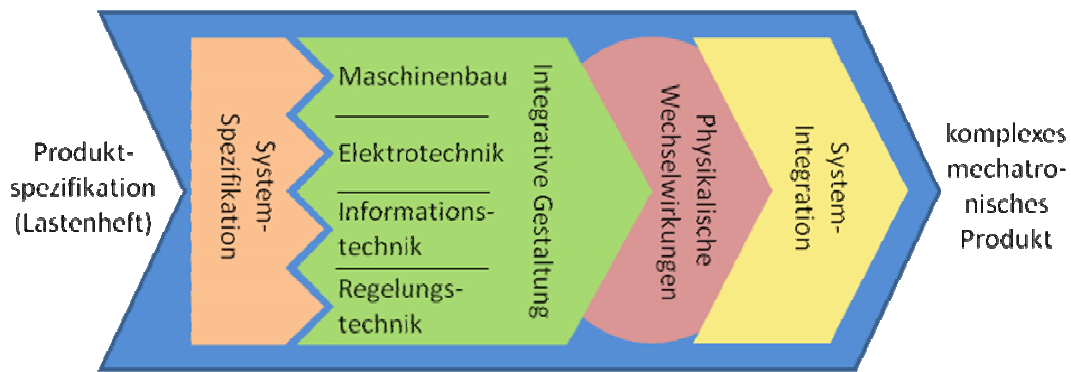 Produkt-
spezifikation
(Lastenheft)
System-
Spezifikation
Maschinenbau
Elektrotechnik
Informations-
technik
Regelungs-
technik
Integrative Gestaltung
Physikalische
Wechselwirkungen
System-
Integration
komplexes
mechatro-
nisches
Produkt